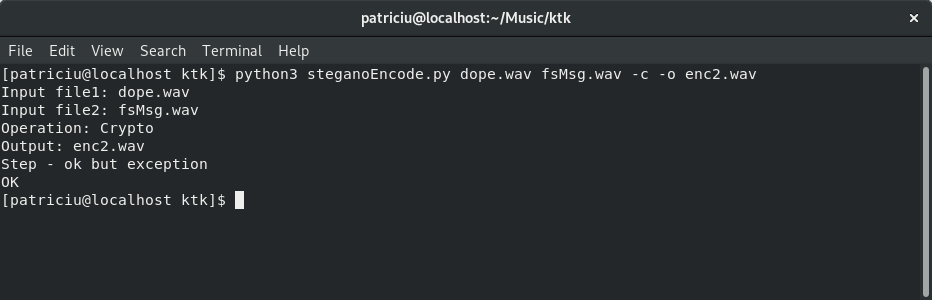 patriciu@localhost:~/Music/ktk ×
File Edit View Search Terminal Help
[patriciu@localhost ktk]$ python3 steganoEncode.py dope.wav fsMsg.wav -c -o enc2.wav
Input file1: dope.wav
Input file2: fsMsg.wav
Operation: Crypto
Output: enc2.wav
Step - ok but exception
OK
[patriciu@localhost ktk]$